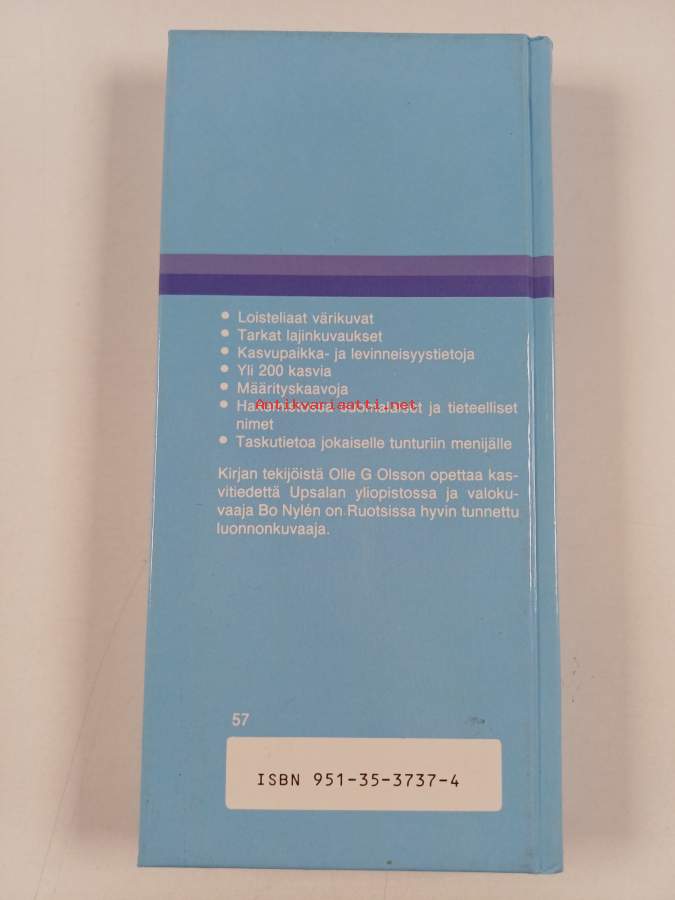 • Loisteliaat värikuvat
• Tarkat lajinkuvaukset
• Kasvupaikka- ja levinneisyystietoja
• Yli 200 kasvia
• Määrityskaavoja
Antikvariaatti.net
• ja tieteelliset
nimet
• Taskutietoa jokaiselle tunturiin menijälle
Kirjan tekijöistä Olle G Olsson opettaa kas-
vitiedettä Upsalan yliopistossa ja valoku-
vaaja Bo Nylén on Ruotsissa hyvin tunnettu
luonnonkuvaaja.
57
ISBN 951-35-3737-4